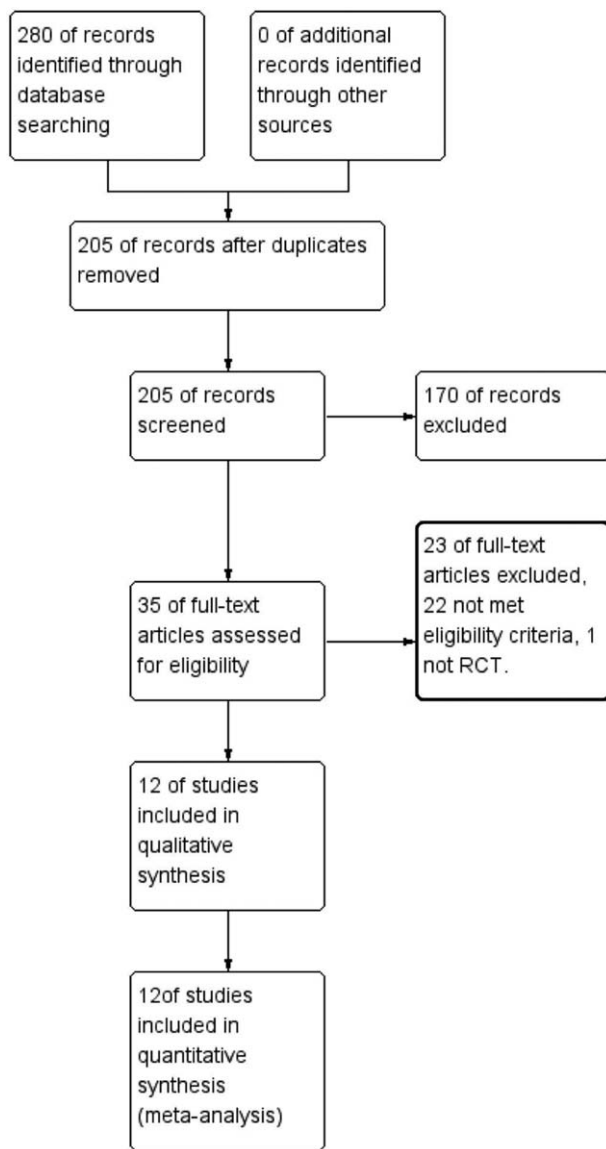 280 of records
identified through
database
searching
0 of additional
records identified
through other
sources
205 of records after duplicates
removed
205 of records
screened
170 of records
excluded
35 of full-text
articles assessed
for eligibility
23 of full-text
articles excluded,
22 not met
eligibility criteria, 1
not RCT.
12 of studies
included in
qualitative
synthesis
12of studies
included in
quantitative
synthesis
(meta-analysis)